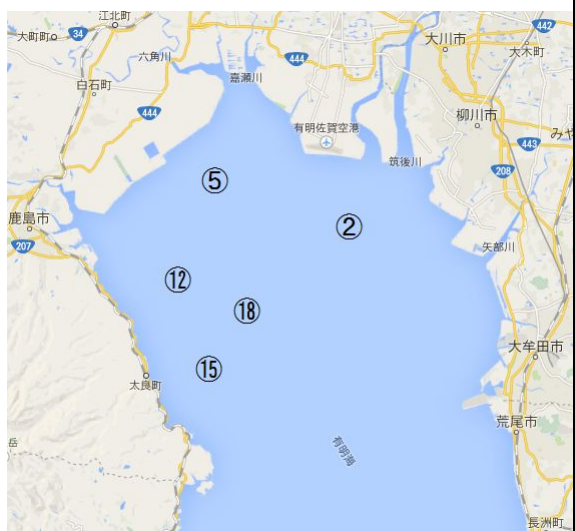 江北町
大町町
34
六角川
白石町
444
嘉瀬川
444
有明佐賀空港
大川市
442
大木町
柳川市
みや
443
筑後川
208
⑤
②
鹿島市
207
矢部川
⑫
⑱
大牟田市
⑮
太良町
荒尾市
岳
有明海
長洲町